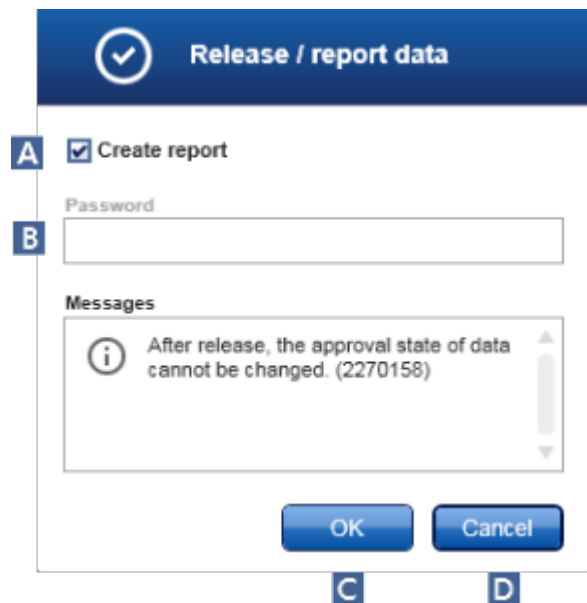 Release / report data
A
Create report
Password
B
Messages
After release, the approval state of data
cannot be changed. (2270158)
OK
Cancel
C
D